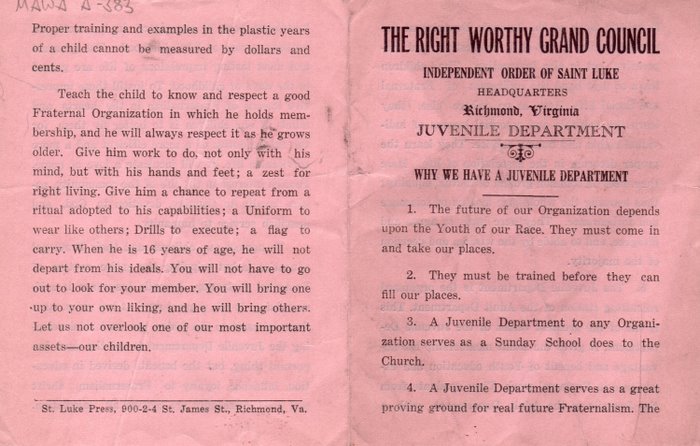 MAWA A-383
Proper training and examples in the plastic years
of a child cannot be measured by dollars and
cents.
Teach the child to know and respect a good
Fraternal Organization in which he holds mem-
bership, and he will always respect it as he grows
older. Give him work to do, not only with his
mind, but with his hands and feet; a zest for
right living. Give him a chance to repeat from a
ritual adopted to his capabilities; a Uniform to
wear like others; Drills to execute; a flag to
carry. When he is 16 years of age, he will not
depart from his ideals. You will not have to go
out to look for your member. You will bring one
up to your own liking, and he will bring others.
Let us not overlook one of our most important
assets—our children.
St. Luke Press, 900-2-4 St. James St., Richmond, Va.
THE RIGHT WORTHY GRAND COUNCIL
INDEPENDENT ORDER OF SAINT LUKE
HEADQUARTERS
Richmond, Virginia
JUVENILE DEPARTMENT
WHY WE HAVE A JUVENILE DEPARTMENT
1. The future of our Organization depends
upon the Youth of our Race. They must come in
and take our places.
2. They must be trained before they can
fill our places.
3. A Juvenile Department to any Organi-
zation serves as a Sunday School does to the
Church.
4. A Juvenile Department serves as a great
proving ground for real future Fraternalism. The